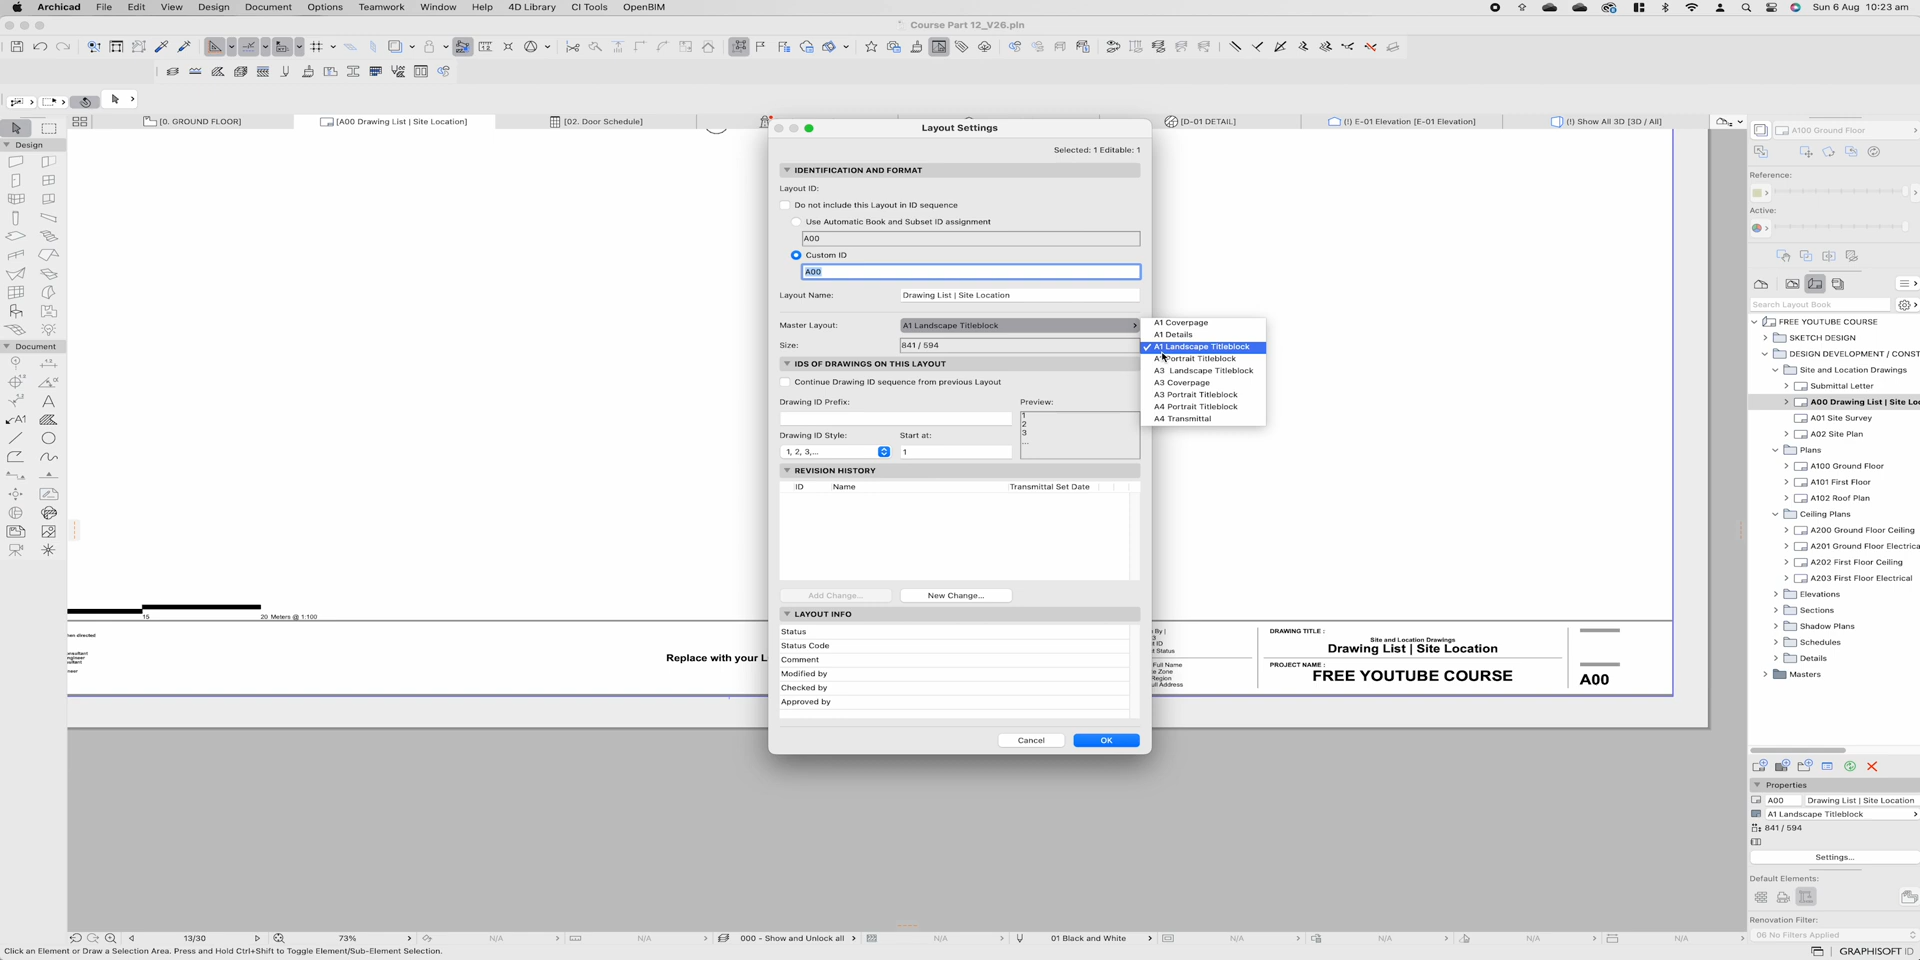 Archicad File Edit View Design Document Options Teamwork Window Help 4D Library CI Tools OpenBIM
Sun 6 Aug 10:23 am
Course Part 12_V26.pln
[0. GROUND FLOOR]
[A00 Drawing List | Site Location]
[02. Door Schedule]
[D-01 DETAIL]
(!) E-01 Elevation [E-01 Elevation]
(!) Show All 3D [3D / All]
Design
Document
Layout Settings
Selected: 1 Editable: 1
IDENTIFICATION AND FORMAT
Layout ID:
Do not include this Layout in ID sequence
Use Automatic Book and Subset ID assignment
A00
Custom ID
A00
Layout Name: Drawing List | Site Location
Master Layout: A1 Landscape Titleblock
Size: 841 / 594
A1 Coverpage
A1 Details
A1 Landscape Titleblock
A1 Portrait Titleblock
A3 Landscape Titleblock
A3 Coverpage
A3 Portrait Titleblock
A4 Portrait Titleblock
A4 Transmittal
IDS OF DRAWINGS ON THIS LAYOUT
Continue Drawing ID sequence from previous Layout
Drawing ID Prefix:
Preview:
1
2
3
...
Drawing ID Style: Start at:
1, 2, 3,... 1
REVISION HISTORY
ID Name Transmittal Set Date
Add Change... New Change...
LAYOUT INFO
Status
Status Code
Comment
Modified by
Checked by
Approved by
Cancel OK
15 20 Meters @ 1:100
Replace with your L
DRAWING TITLE :
Site and Location Drawings
Drawing List | Site Location
PROJECT NAME :
FREE YOUTUBE COURSE
A00
Full Name
Zone
Region
Full Address
A100 Ground Floor
Reference:
Active:
Search Layout Book
FREE YOUTUBE COURSE
SKETCH DESIGN
DESIGN DEVELOPMENT / CONST
Site and Location Drawings
Submittal Letter
A00 Drawing List | Site Loc
A01 Site Survey
A02 Site Plan
Plans
A100 Ground Floor
A101 First Floor
A102 Roof Plan
Ceiling Plans
A200 Ground Floor Ceiling
A201 Ground Floor Electrica
A202 First Floor Ceiling
A203 First Floor Electrical
Elevations
Sections
Shadow Plans
Schedules
Details
Masters
Properties
A00 Drawing List | Site Location
A1 Landscape Titleblock
841 / 594
Settings...
Default Elements:
Renovation Filter:
06 No Filters Applied
13/30 73% N/A N/A 000 - Show and Unlock all N/A 01 Black and White N/A N/A N/A N/A
Click an Element or Draw a Selection Area. Press and Hold Ctrl+Shift to Toggle Element/Sub-Element Selection.
GRAPHISOFT ID